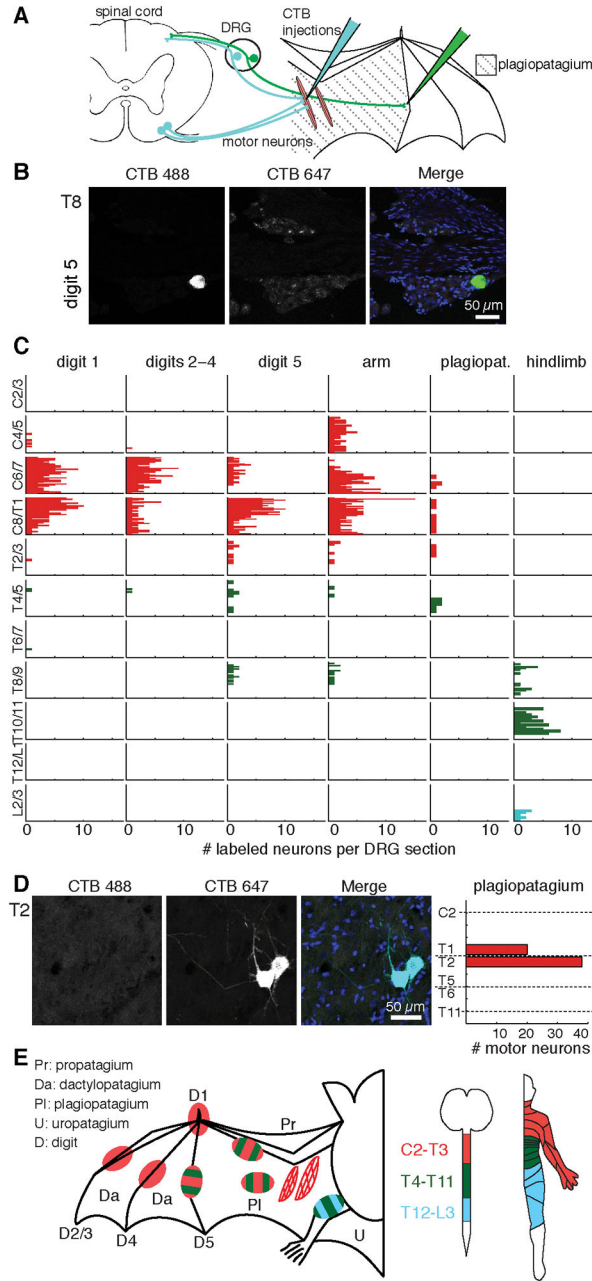 A
spinal cord
DRG
CTB
injections
plagiopatagium
motor neurons
B
CTB 488
CTB 647
Merge
T8
digit 5
50 µm
C
digit 1
digits 2–4
digit 5
arm
plagiopat.
hindlimb
C2/3
C4/5
C6/7
C8/T1
T2/3
T4/5
T6/7
T8/9
T10/11
T12/L1
L2/3
0 10 0 10 0 10 0 10 0 10 0 10
# labeled neurons per DRG section
D
CTB 488
CTB 647
Merge
plagiopatagium
T2
50 µm
C2
T1
T2
T5
T6
T11
0 10 20 30 40
# motor neurons
E
Pr: propatagium
Da: dactylopatagium
Pl: plagiopatagium
U: uropatagium
D: digit
D1
Pr
Da
Da
Pl
D2/3
D4
D5
U
C2-T3
T4-T11
T12-L3